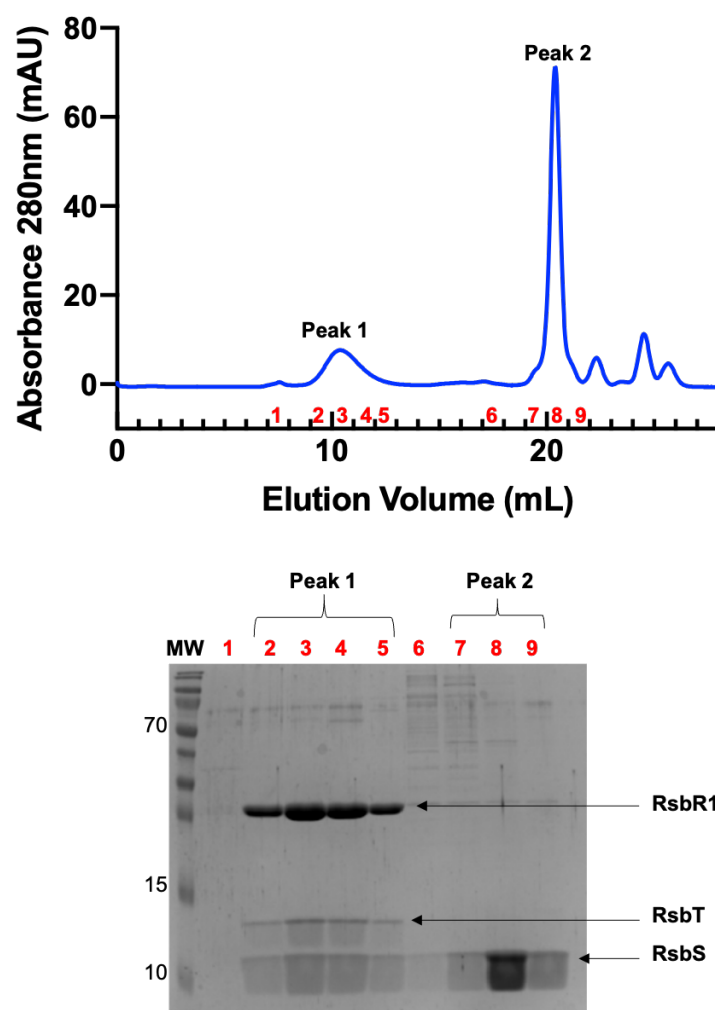 80
Peak 2
60
40
20
Peak 1
0
Absorbance 280nm (mAU)
1 2 3 4 5 6 7 8 9
0 10 20
Elution Volume (mL)
Peak 1 Peak 2
MW 1 2 3 4 5 6 7 8 9
70
RsbR1
15
RsbT
RsbS
10